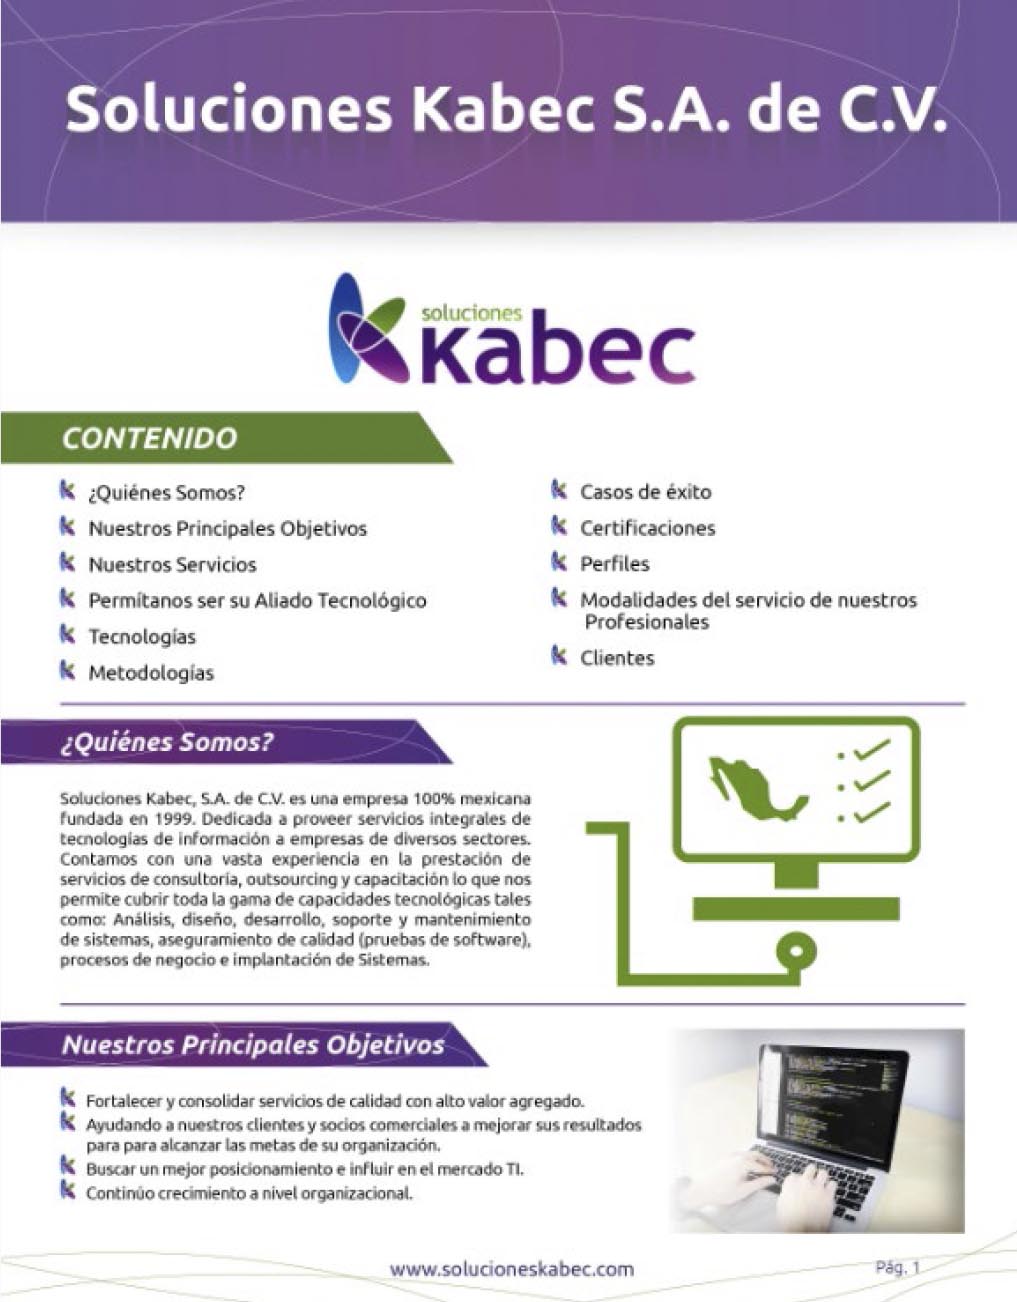 Soluciones Kabec S.A. de C.V.
soluciones
Kabec
CONTENIDO
¿Quiénes Somos?
Nuestros Principales Objetivos
Nuestros Servicios
Permítanos ser su Aliado Tecnológico
Tecnologías
Metodologías
Casos de éxito
Certificaciones
Perfiles
Modalidades del servicio de nuestros
Profesionales
Clientes
¿Quiénes Somos?
Soluciones Kabec, S.A. de C.V. es una empresa 100% mexicana
fundada en 1999. Dedicada a proveer servicios integrales de
tecnologías de información a empresas de diversos sectores.
Contamos con una vasta experiencia en la prestación de
servicios de consultoría, outsourcing y capacitación lo que nos
permite cubrir toda la gama de capacidades tecnológicas tales
como: Análisis, diseño, desarrollo, soporte y mantenimiento
de sistemas, aseguramiento de calidad (pruebas de software),
procesos de negocio e implantación de Sistemas.
Nuestros Principales Objetivos
Fortalecer y consolidar servicios de calidad con alto valor agregado.
Ayudando a nuestros clientes y socios comerciales a mejorar sus resultados
para para alcanzar las metas de su organización.
Buscar un mejor posicionamiento e influir en el mercado TI.
Continúo crecimiento a nivel organizacional.
www.solucioneskabec.com
Pág. 1